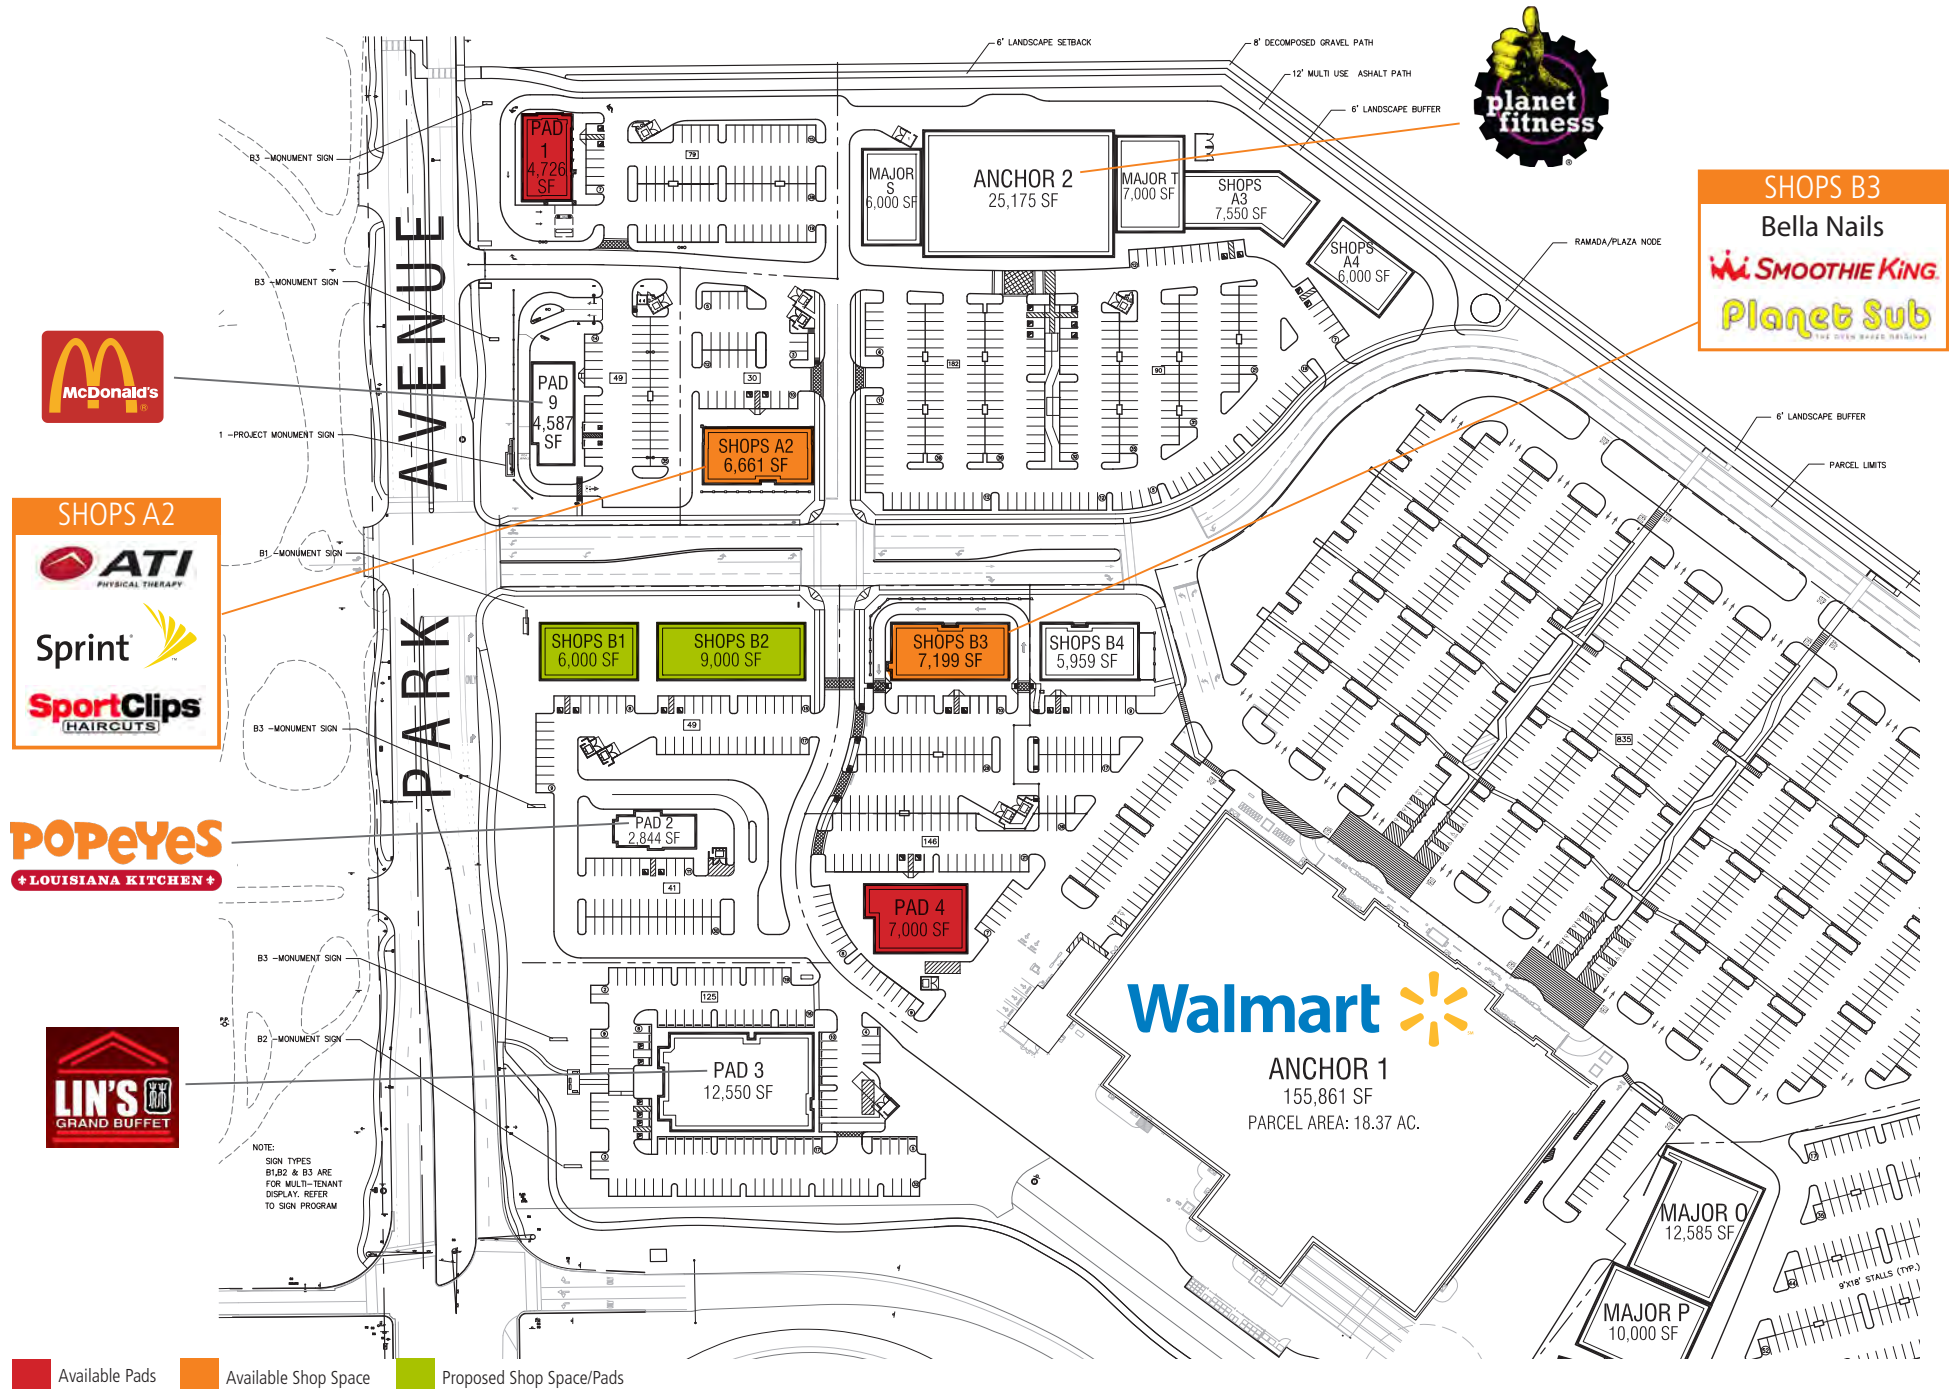 6' LANDSCAPE SETBACK
8' DECOMPOSED GRAVEL PATH
12' MULTI USE ASHALT PATH
6' LANDSCAPE BUFFER
planet
fitness
B3 -MONUMENT SIGN
PAD
1
4,726
SF
79
MAJOR
S
6,000 SF
ANCHOR 2
25,175 SF
MAJOR T
7,000 SF
SHOPS
A3
7,550 SF
SHOPS
A4
6,000 SF
RAMADA/PLAZA NODE
SHOPS B3
Bella Nails
SMOOTHIE KING
Planet Sub
B3 -MONUMENT SIGN
McDonald's
PAD
9
4,587
SF
49
30
182
90
1 -PROJECT MONUMENT SIGN
SHOPS A2
6,661 SF
6' LANDSCAPE BUFFER
PARCEL LIMITS
PARK AVENUE
SHOPS A2
ATI
PHYSICAL THERAPY
Sprint
SportClips
HAIRCUTS
B1 -MONUMENT SIGN
SHOPS B1
6,000 SF
SHOPS B2
9,000 SF
SHOPS B3
7,199 SF
SHOPS B4
5,959 SF
B3 -MONUMENT SIGN
49
835
POPEYES
LOUISIANA KITCHEN
PAD 2
2,844 SF
41
146
PAD 4
7,000 SF
B3 -MONUMENT SIGN
125
B2 -MONUMENT SIGN
LIN'S
GRAND BUFFET
PAD 3
12,550 SF
Walmart
ANCHOR 1
155,861 SF
PARCEL AREA: 18.37 AC.
NOTE:
SIGN TYPES
B1,B2 & B3 ARE
FOR MULTI-TENANT
DISPLAY. REFER
TO SIGN PROGRAM
MAJOR O
12,585 SF
9'X18' STALLS (TYP.)
MAJOR P
10,000 SF
Available Pads
Available Shop Space
Proposed Shop Space/Pads